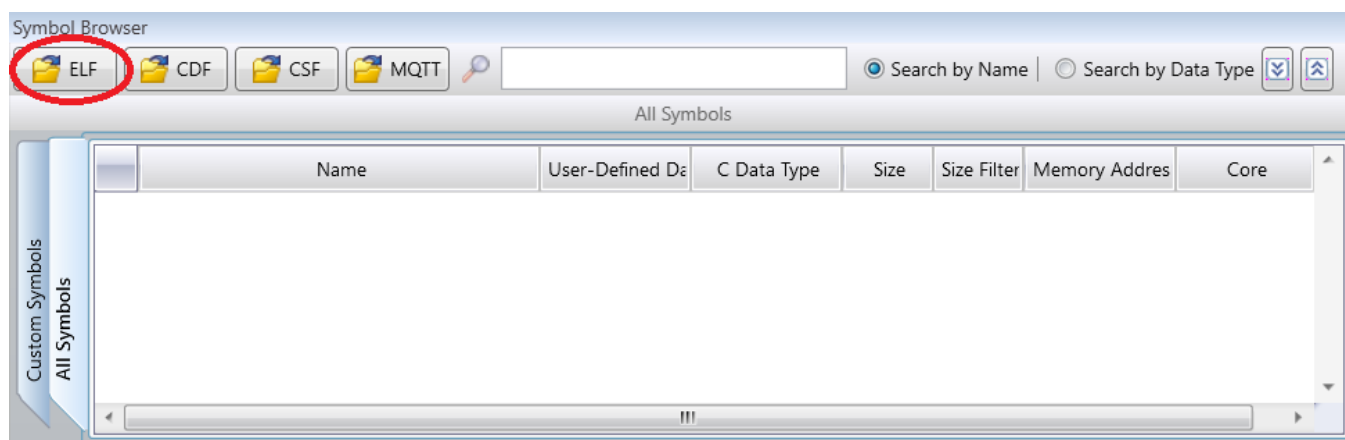 Symbol Browser
ELF CDF CSF MQTT Search by Name Search by Data Type
All Symbols
Name User-Defined Da C Data Type Size Size Filter Memory Addres Core
Custom Symbols
All Symbols